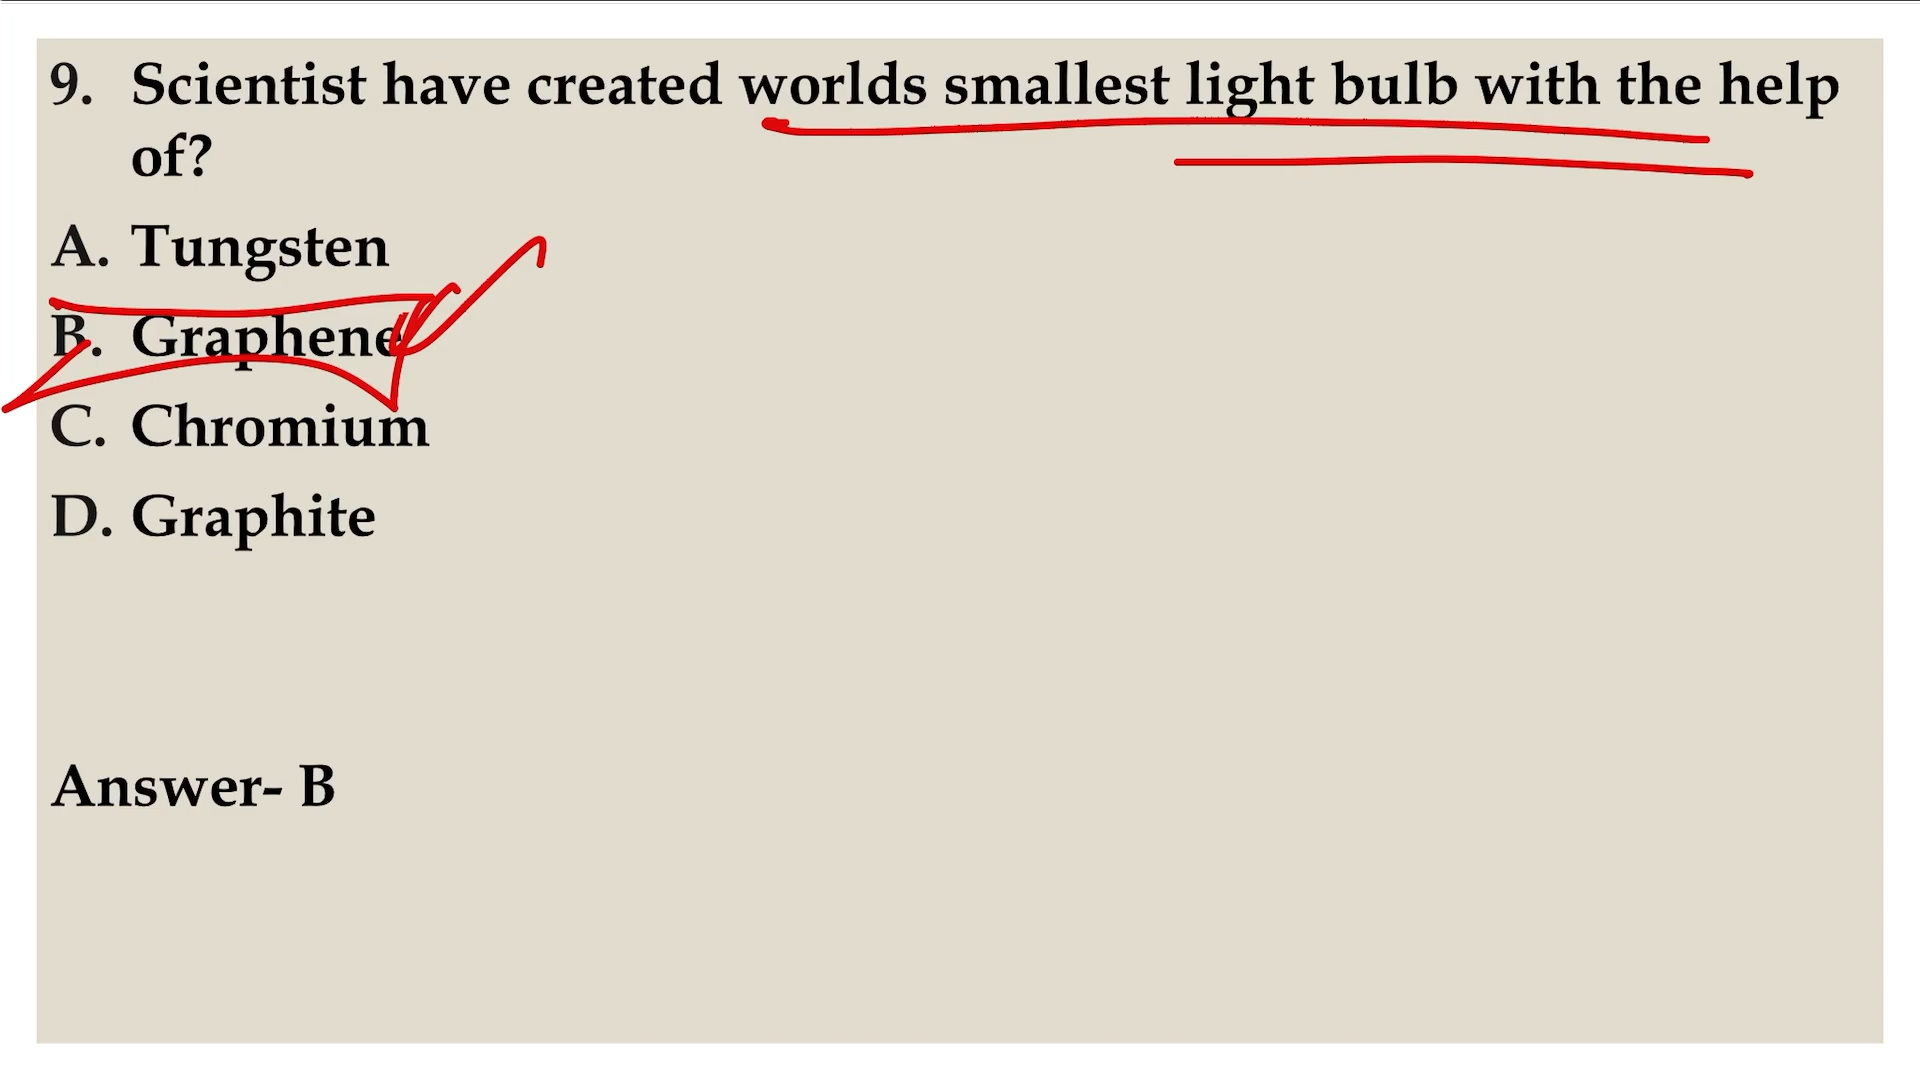 9. Scientist have created worlds smallest light bulb with the help
of?
A. Tungsten
B. Graphene
C. Chromium
D. Graphite
Answer- B